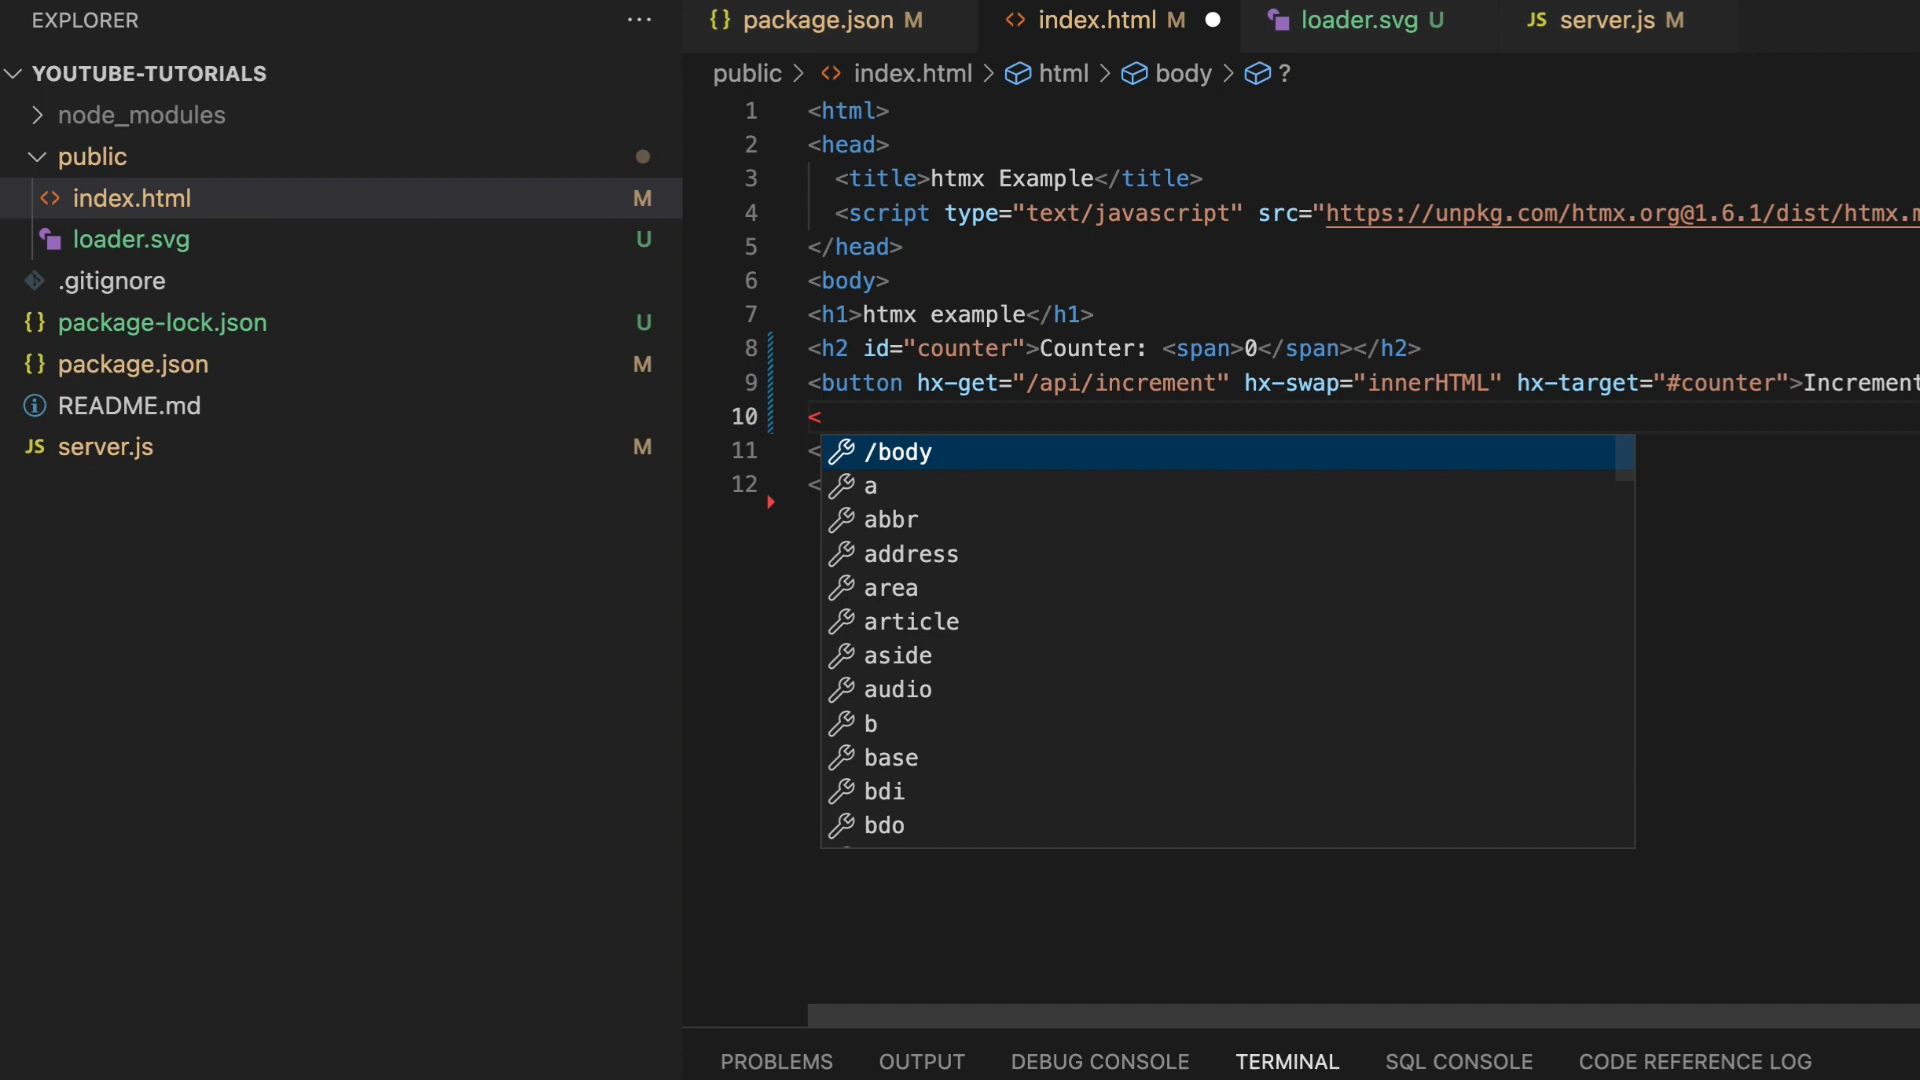 EXPLORER
YOUTUBE-TUTORIALS
node_modules
public
<> index.html M
loader.svg U
.gitignore
{} package-lock.json U
{} package.json M
README.md
JS server.js M
{} package.json M <> index.html M loader.svg U JS server.js M
public > <> index.html > html > body > ?
1 <html>
2 <head>
3 <title>htmx Example</title>
4 <script type="text/javascript" src="https://unpkg.com/htmx.org@1.6.1/dist/htmx.m
5 </head>
6 <body>
7 <h1>htmx example</h1>
8 <h2 id="counter">Counter: <span>0</span></h2>
9 <button hx-get="/api/increment" hx-swap="innerHTML" hx-target="#counter">Increment
10 <
11 <
12 <
/body
a
abbr
address
area
article
aside
audio
b
base
bdi
bdo
PROBLEMS OUTPUT DEBUG CONSOLE TERMINAL SQL CONSOLE CODE REFERENCE LOG